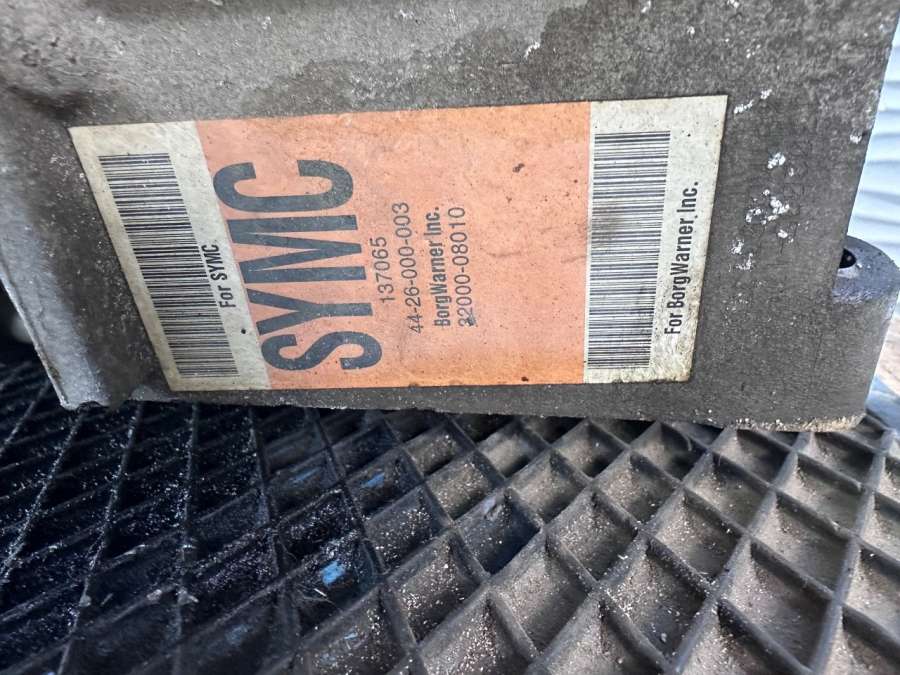 For SYMC
SYMC
137065
44-26-000-003
BorgWarner Inc.
32000-08010
For BorgWarner Inc.